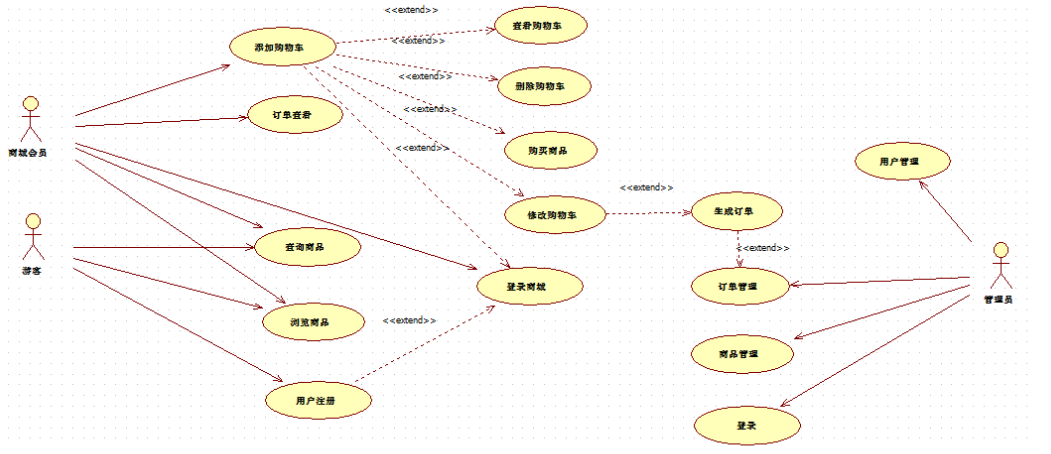 <<extend>>
查看购物车
添加购物车
<<extend>>
<<extend>>
删除购物车
订单查看
<<extend>>
商城会员
<<extend>>
购买商品
用户管理
<<extend>>
修改购物车
生成订单
游客
查询商品
<<extend>>
登录商城
订单管理
管理员
浏览商品
<<extend>>
商品管理
用户注册
登录